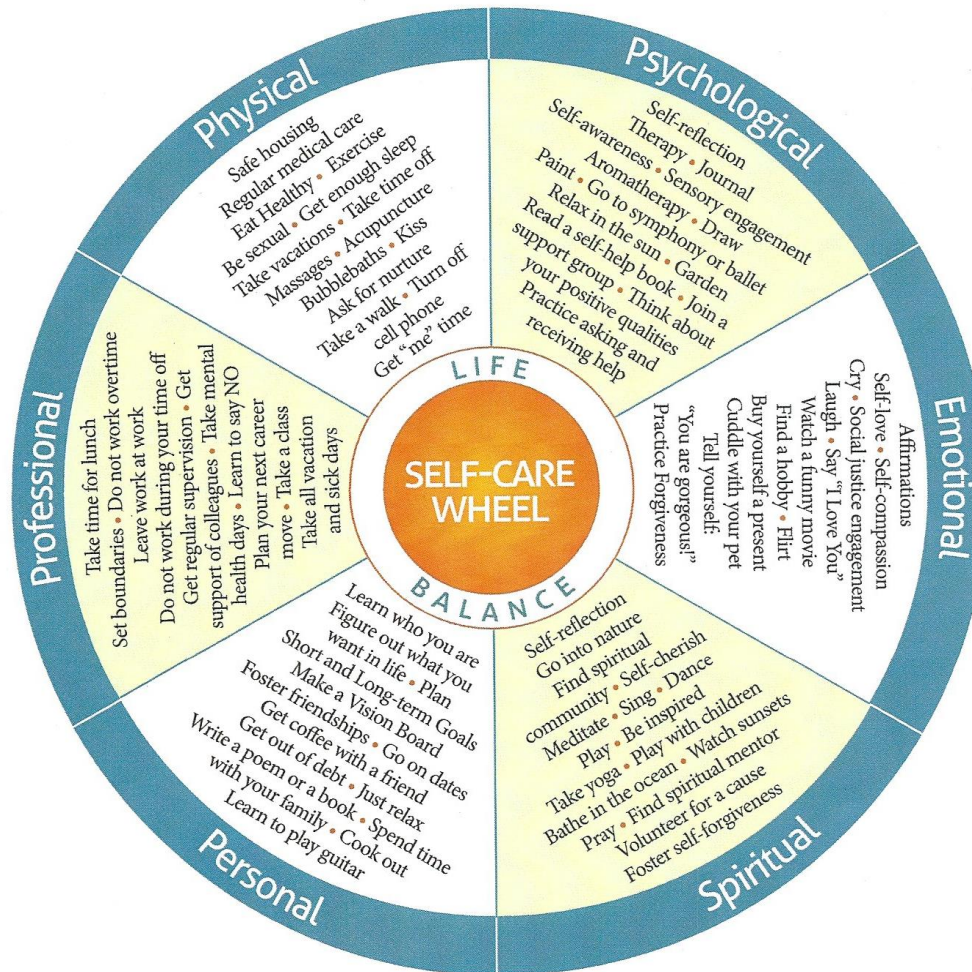 Physical
Safe housing
Regular medical care
Eat Healthy • Exercise
Be sexual • Get enough sleep
Take vacations • Take time off
Massages • Acupuncture
Bubblebaths • Kiss
Ask for nurture
Take a walk • Turn off
cell phone
Get “me” time
Psychological
Self-reflection
Therapy • Journal
Self-awareness • Sensory engagement
Aromatherapy • Draw
Paint • Go to symphony or ballet
Relax in the sun • Garden
Read a self-help book • Join a
support group • Think about
your positive qualities
Practice asking and
receiving help
Emotional
Affirmations
Self-love • Self-compassion
Cry • Social justice engagement
Laugh • Say “I Love You”
Watch a funny movie
Find a hobby • Flirt
Buy yourself a present
Cuddle with your pet
Tell yourself:
“You are gorgeous!”
Practice Forgiveness
Spiritual
Self-reflection
Go into nature
Find spiritual
community • Self-cherish
Meditate • Sing • Dance
Play • Be inspired
Take yoga • Play with children
Bathe in the ocean • Watch sunsets
Pray • Find spiritual mentor
Volunteer for a cause
Foster self-forgiveness
Personal
Learn who you are
Figure out what you
want in life • Plan
Short and Long-term Goals
Make a Vision Board
Foster friendships • Go on dates
Get coffee with a friend
Get out of debt • Just relax
Write a poem or a book • Spend time
with your family • Cook out
Learn to play guitar
Professional
Take time for lunch
Set boundaries • Do not work overtime
Leave work at work
Do not work during your time off
Get regular supervision • Get
support of colleagues • Take mental
health days • Learn to say NO
Plan your next career
move • Take a class
Take all vacation
and sick days
LIFE
SELF-CARE
WHEEL
BALANCE